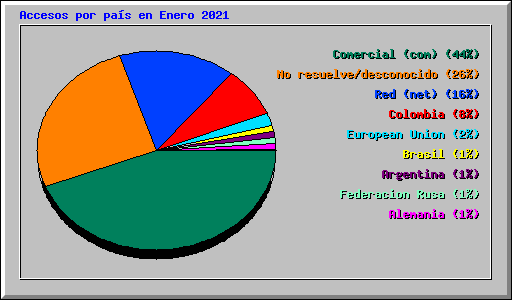 Accesos por país en Enero 2021
Comercial (com) (44%)
No resuelve/desconocido (26%)
Red (net) (16%)
Colombia (8%)
European Union (2%)
Brasil (1%)
Argentina (1%)
Federacion Rusa (1%)
Alemania (1%)